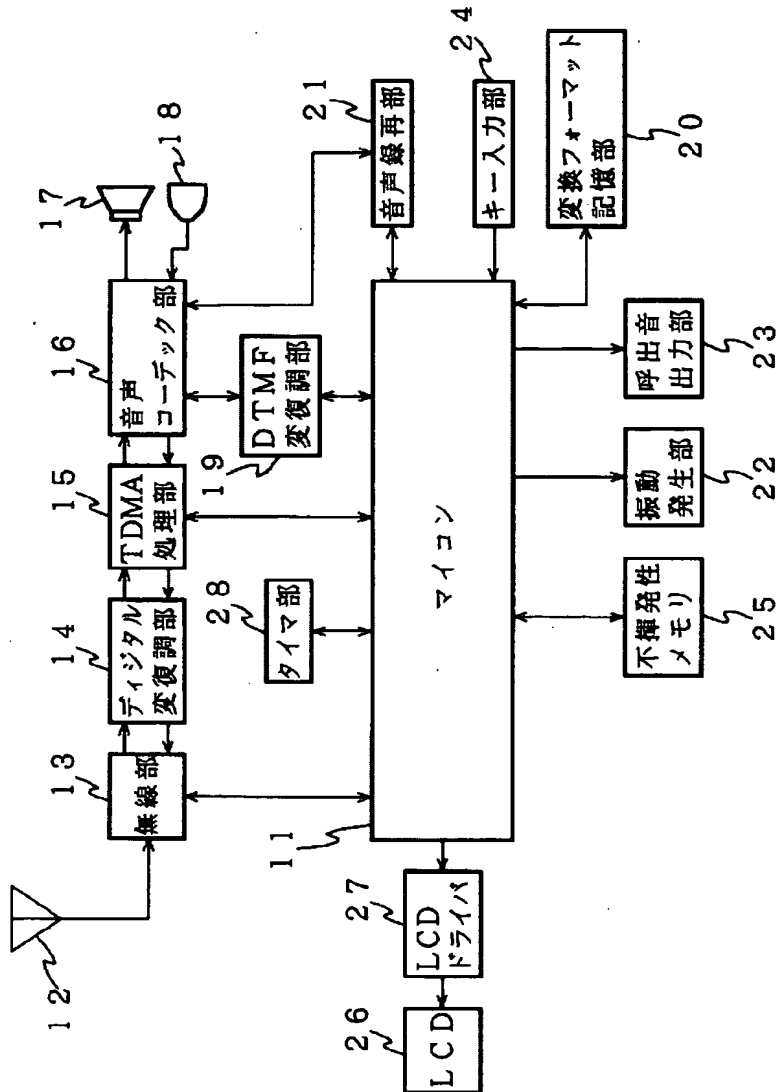 12
13
無線部
14
ディジタル
変復調部
15
TDMA
処理部
16
音声
コーデック部
17
18
28
タイマ部
19
DTMF
変復調部
21
音声録再部
24
キー入力部
変換フォーマット
記憶部
20
11
マイコン
27
LCD
ドライバ
26
LCD
不揮発性
メモリ
25
振動
発生部
22
呼出音
出力部
23